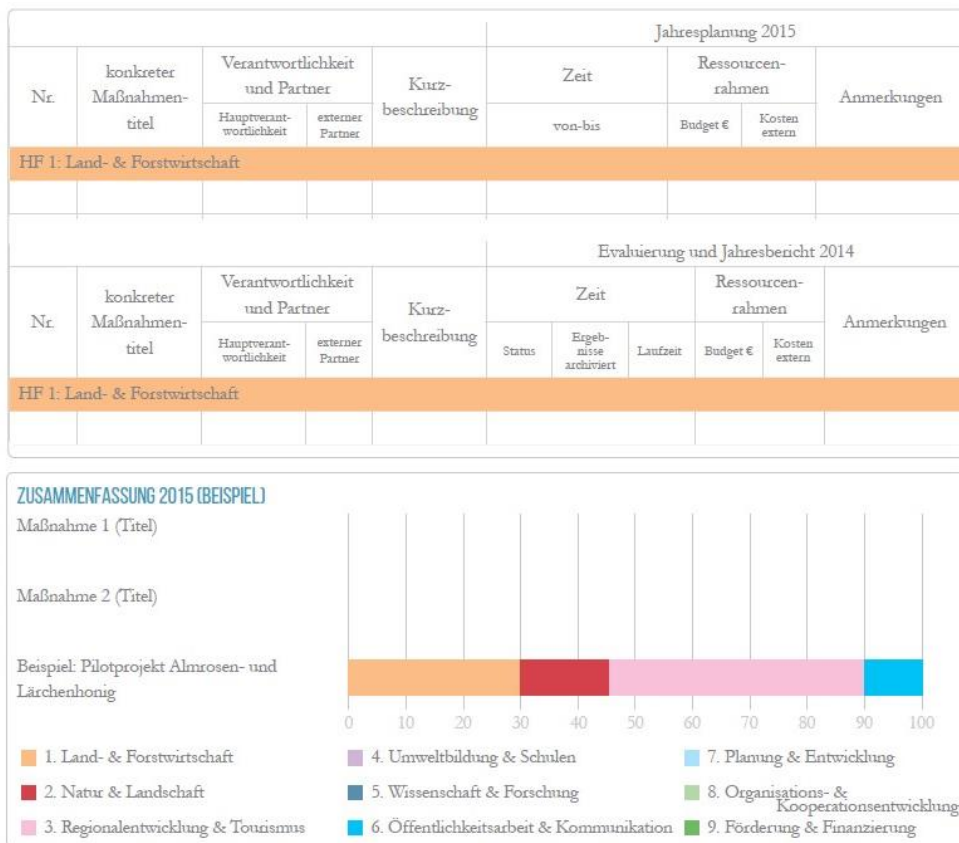 Jahresplanung 2015
Nr.
konkreter
Maßnahmen-
titel
Verantwortlichkeit
und Partner
Hauptverant-
wortlichkeit
externer
Partner
Kurz-
beschreibung
Zeit
von-bis
Ressourcen-
rahmen
Budget €
Kosten
extern
Anmerkungen
HF 1: Land- & Forstwirtschaft
Evaluierung und Jahresbericht 2014
Nr.
konkreter
Maßnahmen-
titel
Verantwortlichkeit
und Partner
Hauptverant-
wortlichkeit
externer
Partner
Kurz-
beschreibung
Zeit
Status
Ergeb-
nisse
archiviert
Laufzeit
Ressourcen-
rahmen
Budget €
Kosten
extern
Anmerkungen
HF 1: Land- & Forstwirtschaft
ZUSAMMENFASSUNG 2015 (BEISPIEL)
Maßnahme 1 (Titel)
Maßnahme 2 (Titel)
Beispiel: Pilotprojekt Almrosen- und
Lärchenhonig
0 10 20 30 40 50 60 70 80 90 100
1. Land- & Forstwirtschaft
2. Natur & Landschaft
3. Regionalentwicklung & Tourismus
4. Umweltbildung & Schulen
5. Wissenschaft & Forschung
6. Öffentlichkeitsarbeit & Kommunikation
7. Planung & Entwicklung
8. Organisations- &
Kooperationsentwicklung
9. Förderung & Finanzierung